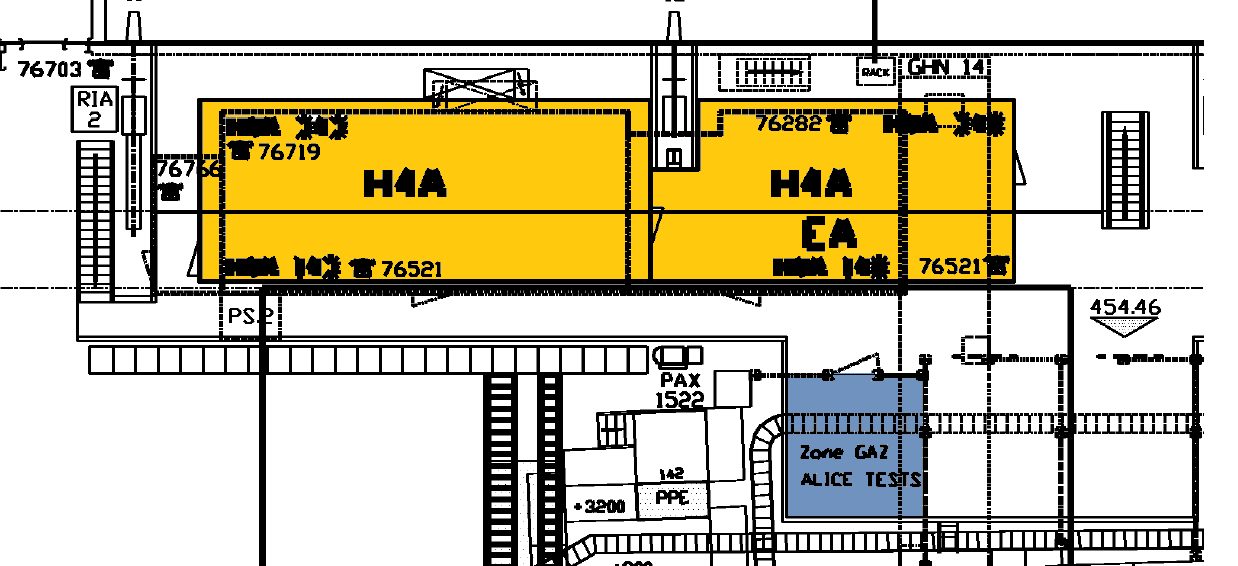 76703
RIA
2
GHN 14
RACK
76282
76719
76766
H4A
H4A
EA
76521
76521
PS.2
454.46
PAX
1522
Zone GA2
ALICE TESTS
142
PPE
+3200